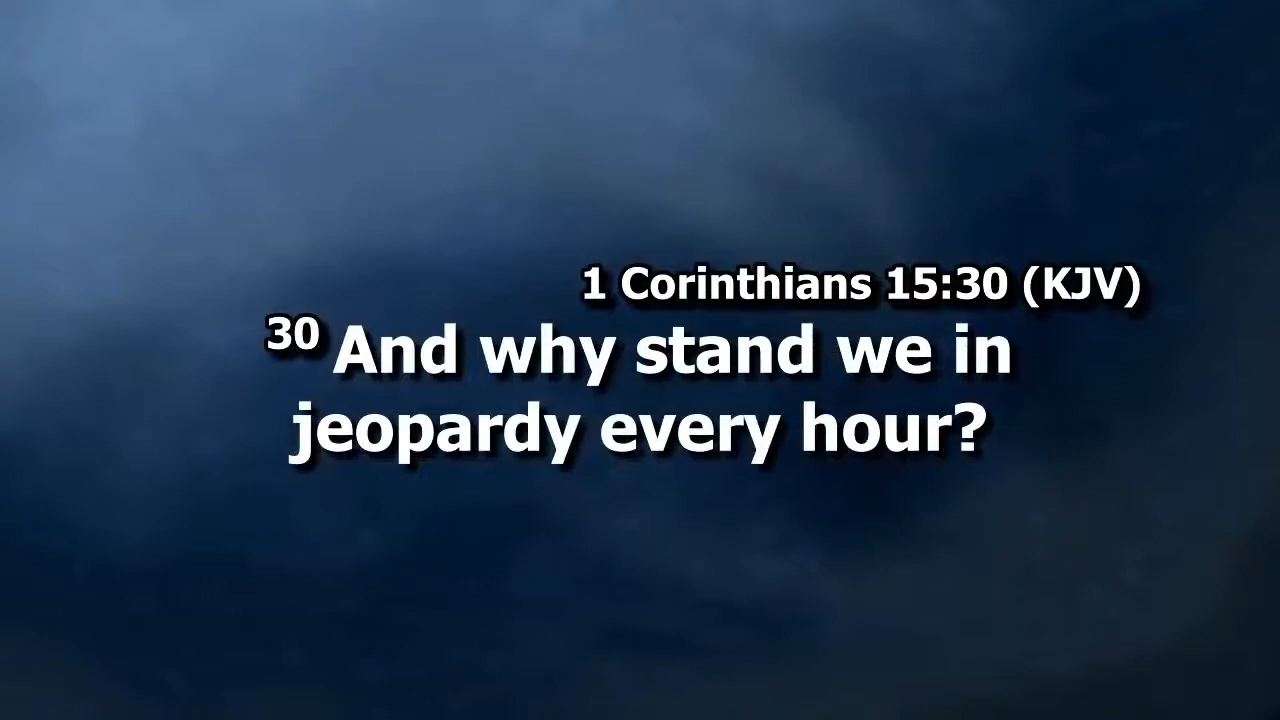 1 Corinthians 15:30 (KJV)
30 And why stand we in
jeopardy every hour?